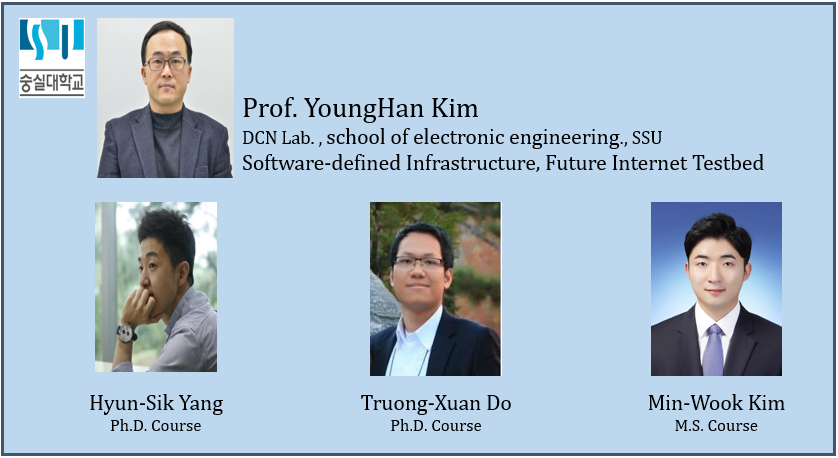 숭실대학교
Prof. YoungHan Kim
DCN Lab. , school of electronic engineering., SSU
Software-defined Infrastructure, Future Internet Testbed
Hyun-Sik Yang
Ph.D. Course
Truong-Xuan Do
Ph.D. Course
Min-Wook Kim
M.S. Course